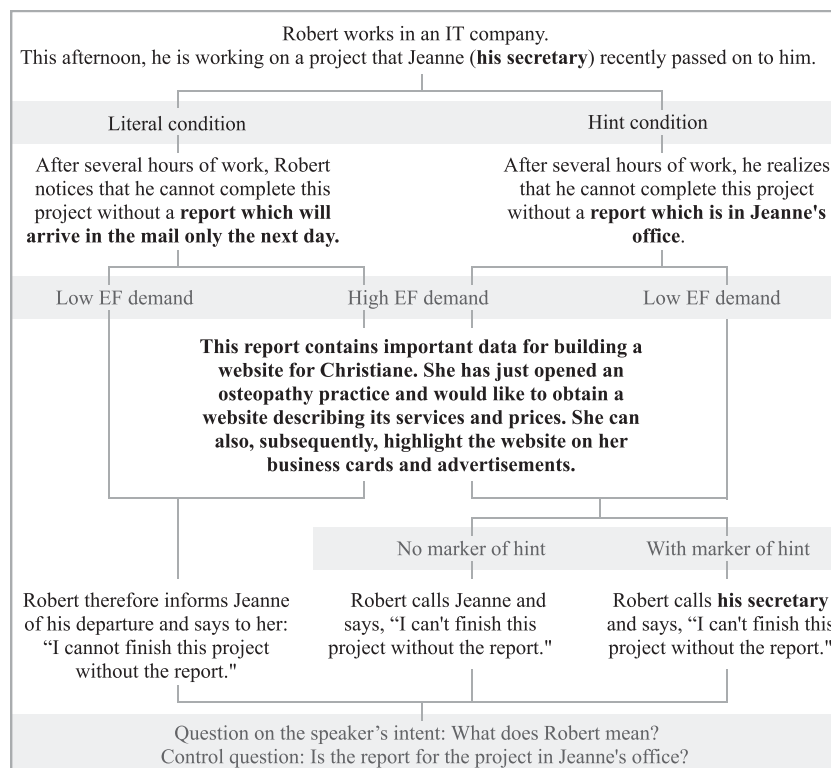 Robert works in an IT company.
This afternoon, he is working on a project that Jeanne (his secretary) recently passed on to him.
Literal condition
Hint condition
After several hours of work, Robert
notices that he cannot complete this
project without a report which will
arrive in the mail only the next day.
After several hours of work, he realizes
that he cannot complete this project
without a report which is in Jeanne's
office.
Low EF demand
High EF demand
Low EF demand
This report contains important data for building a
website for Christiane. She has just opened an
osteopathy practice and would like to obtain a
website describing its services and prices. She can
also, subsequently, highlight the website on her
business cards and advertisements.
No marker of hint
With marker of hint
Robert therefore informs Jeanne
of his departure and says to her:
“I cannot finish this project
without the report."
Robert calls Jeanne and
says, “I can't finish this
project without the report."
Robert calls his secretary
and says, “I can't finish this
project without the report."
Question on the speaker’s intent: What does Robert mean?
Control question: Is the report for the project in Jeanne's office?